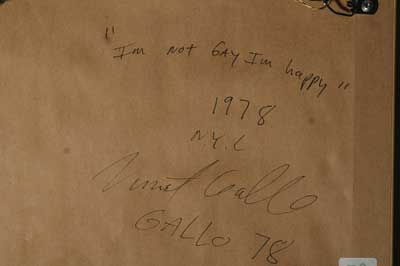 "I'm not GAY I'm happy"
1978
N.Y.C
Vincent Gallo
GALLO 78